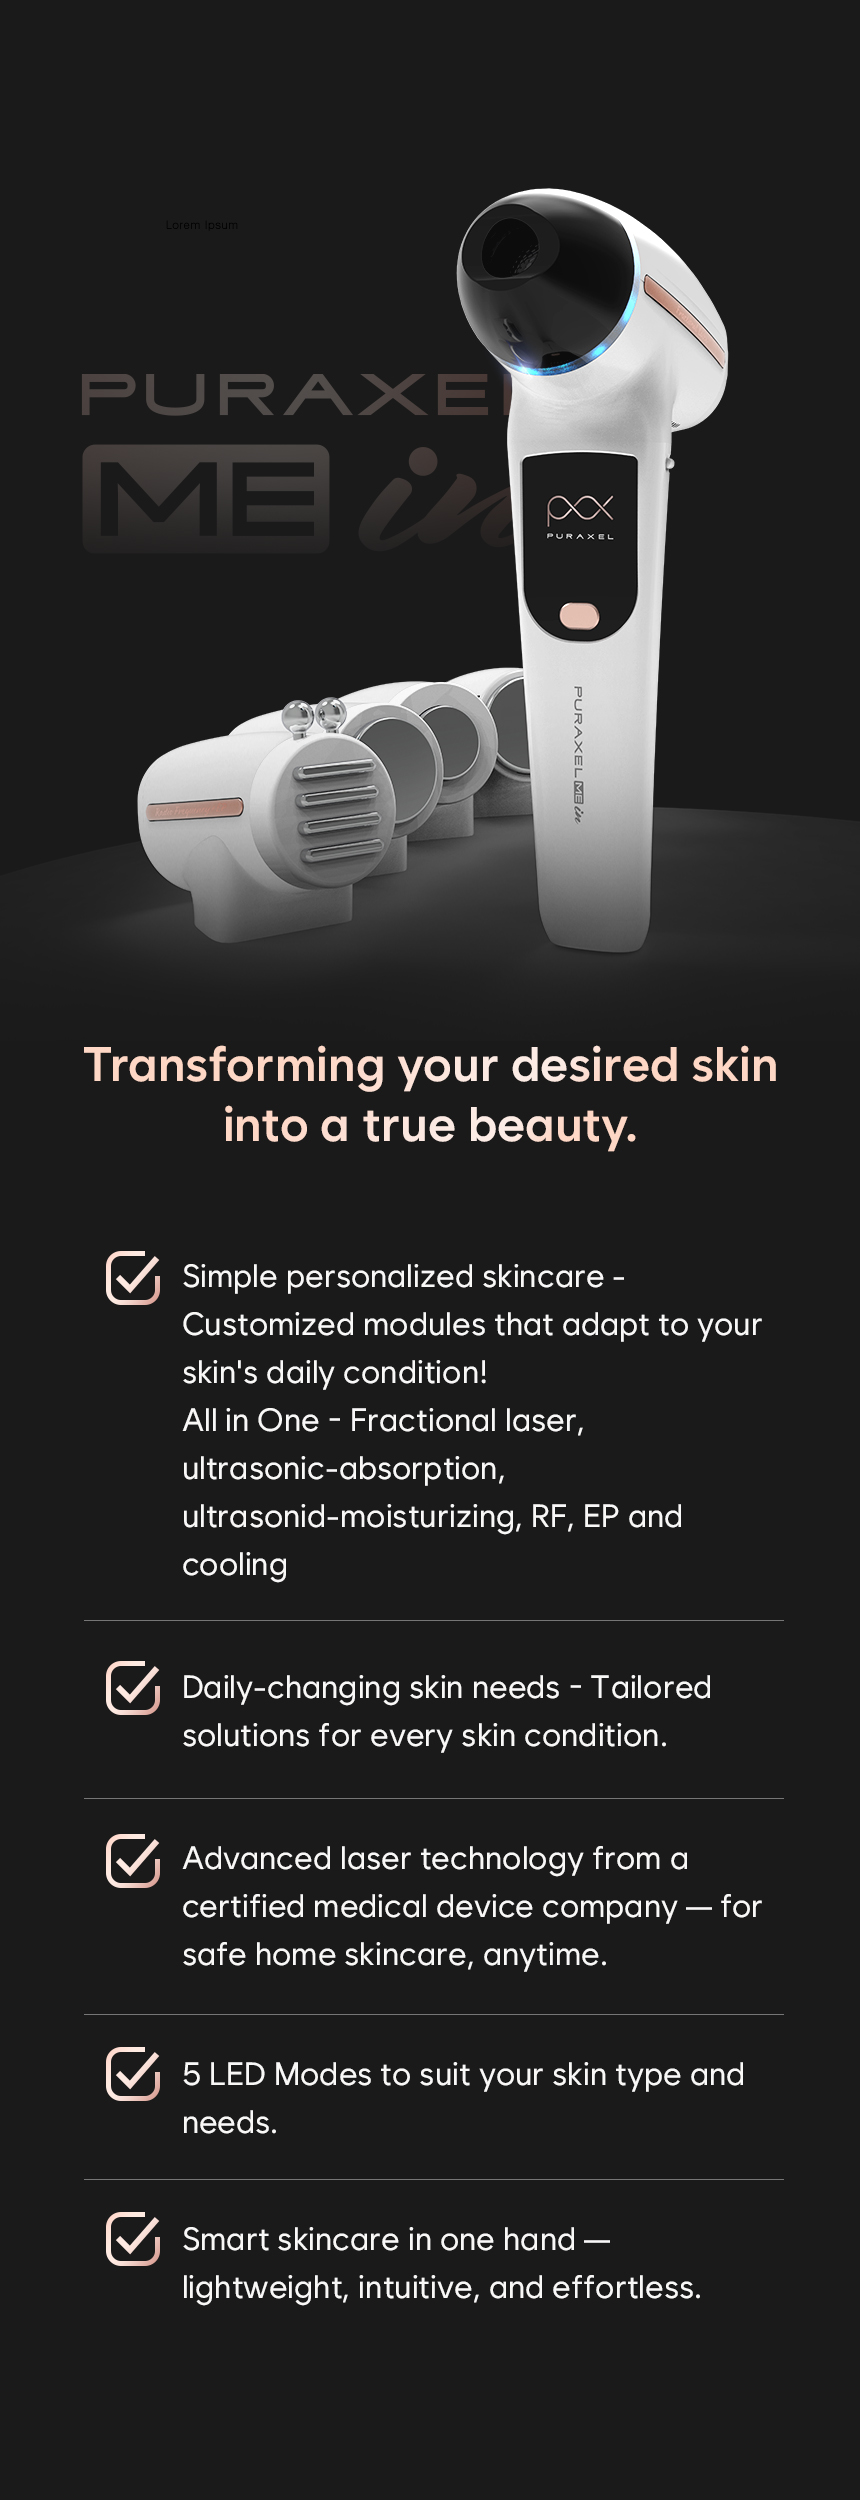 Lorem Ipsum
PURAXEL
ME in
PURAXEL
PURAXEL ME in
Transforming your desired skin
into a true beauty.
Simple personalized skincare -
Customized modules that adapt to your
skin's daily condition!
All in One - Fractional laser,
ultrasonic-absorption,
ultrasonid-moisturizing, RF, EP and
cooling
Daily-changing skin needs - Tailored
solutions for every skin condition.
Advanced laser technology from a
certified medical device company — for
safe home skincare, anytime.
5 LED Modes to suit your skin type and
needs.
Smart skincare in one hand —
lightweight, intuitive, and effortless.